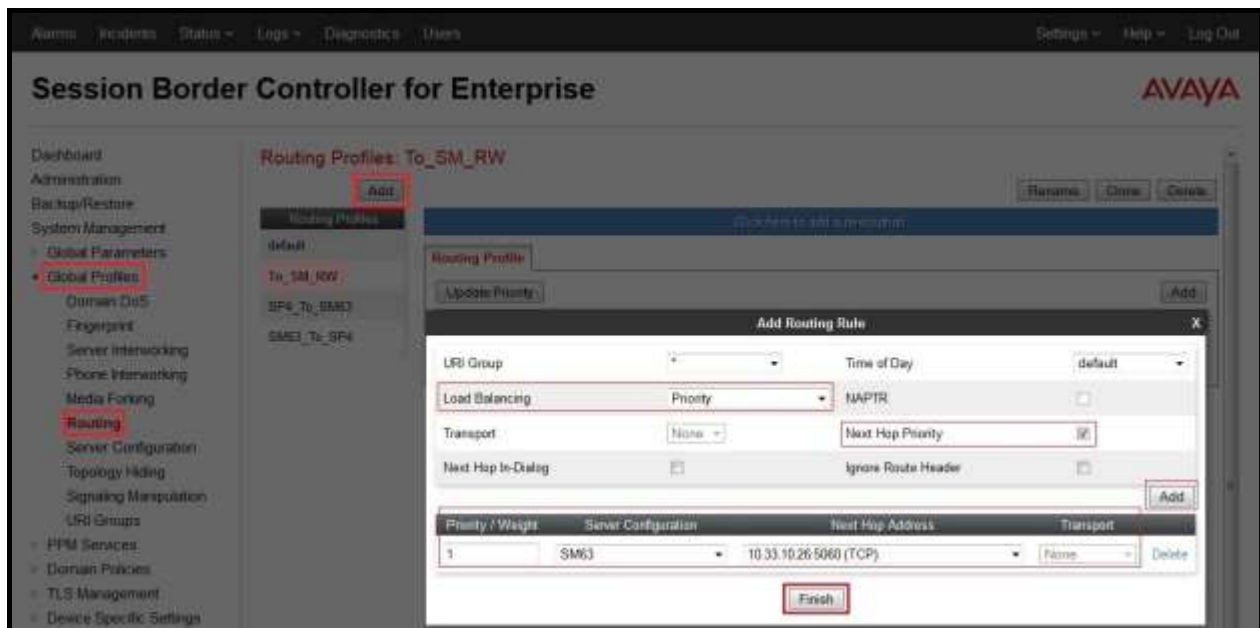 Alarms Incidents Status Logs Diagnostics Users Settings Help Log Out
Session Border Controller for Enterprise
AVAYA
Dashboard
Administration
Backup/Restore
System Management
Global Parameters
Global Profiles
Domain DoS
Fingerprint
Server Interworking
Phone Interworking
Media Forking
Routing
Server Configuration
Topology Hiding
Signaling Manipulation
URI Groups
PPM Services
Domain Policies
TLS Management
Device Specific Settings
Routing Profiles: To_SM_RW
Add
Rename Clone Delete
Routing Profiles
default
To_SM_RW
SP4_To_SM63
SM63_To_SP4
Click here to add a description.
Routing Profile
Update Priority Add
Add Routing Rule X
URI Group * Time of Day default
Load Balancing Priority NAPTR
Transport None Next Hop Priority
Next Hop In-Dialog Ignore Route Header
Add
Priority / Weight Server Configuration Next Hop Address Transport
1 SM63 10.33.10.26:5060 (TCP) None Delete
Finish